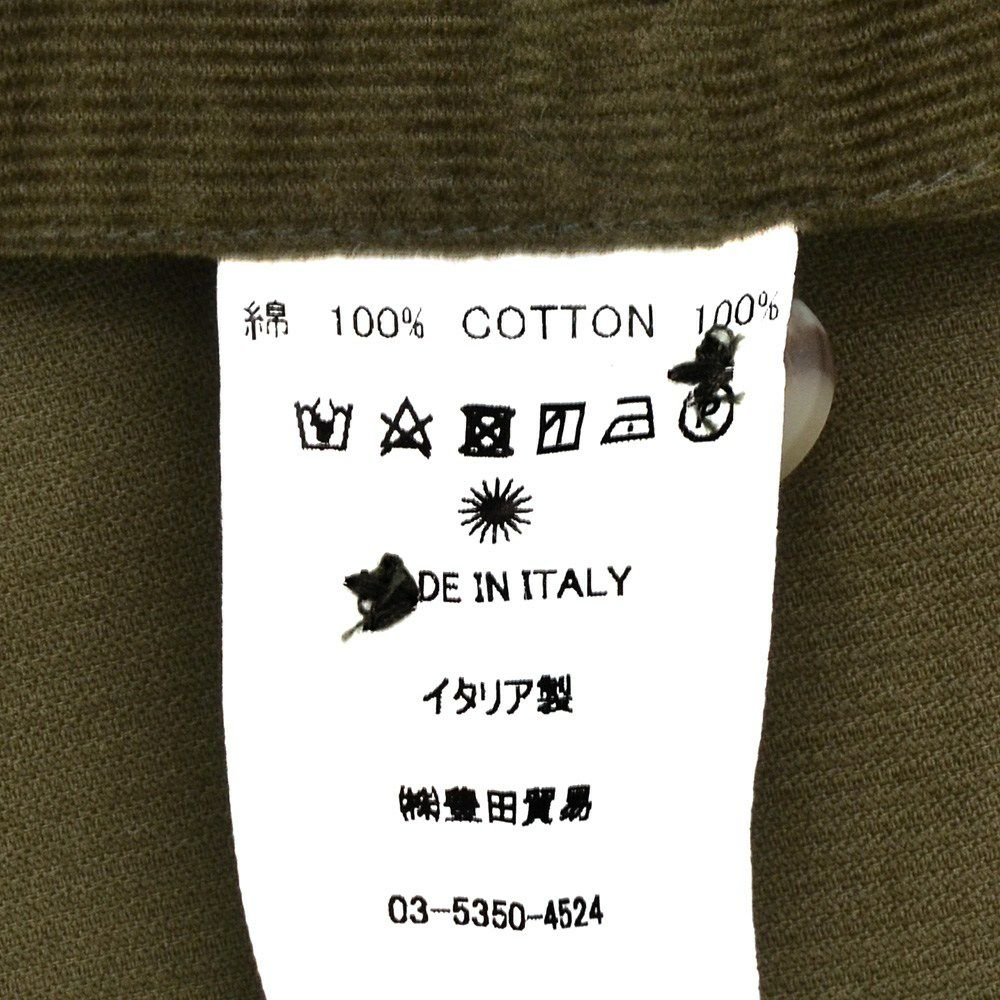 綿 100% COTTON 100%
P
DE IN ITALY
イタリア製
㈱豊田貿易
03-5350-4524